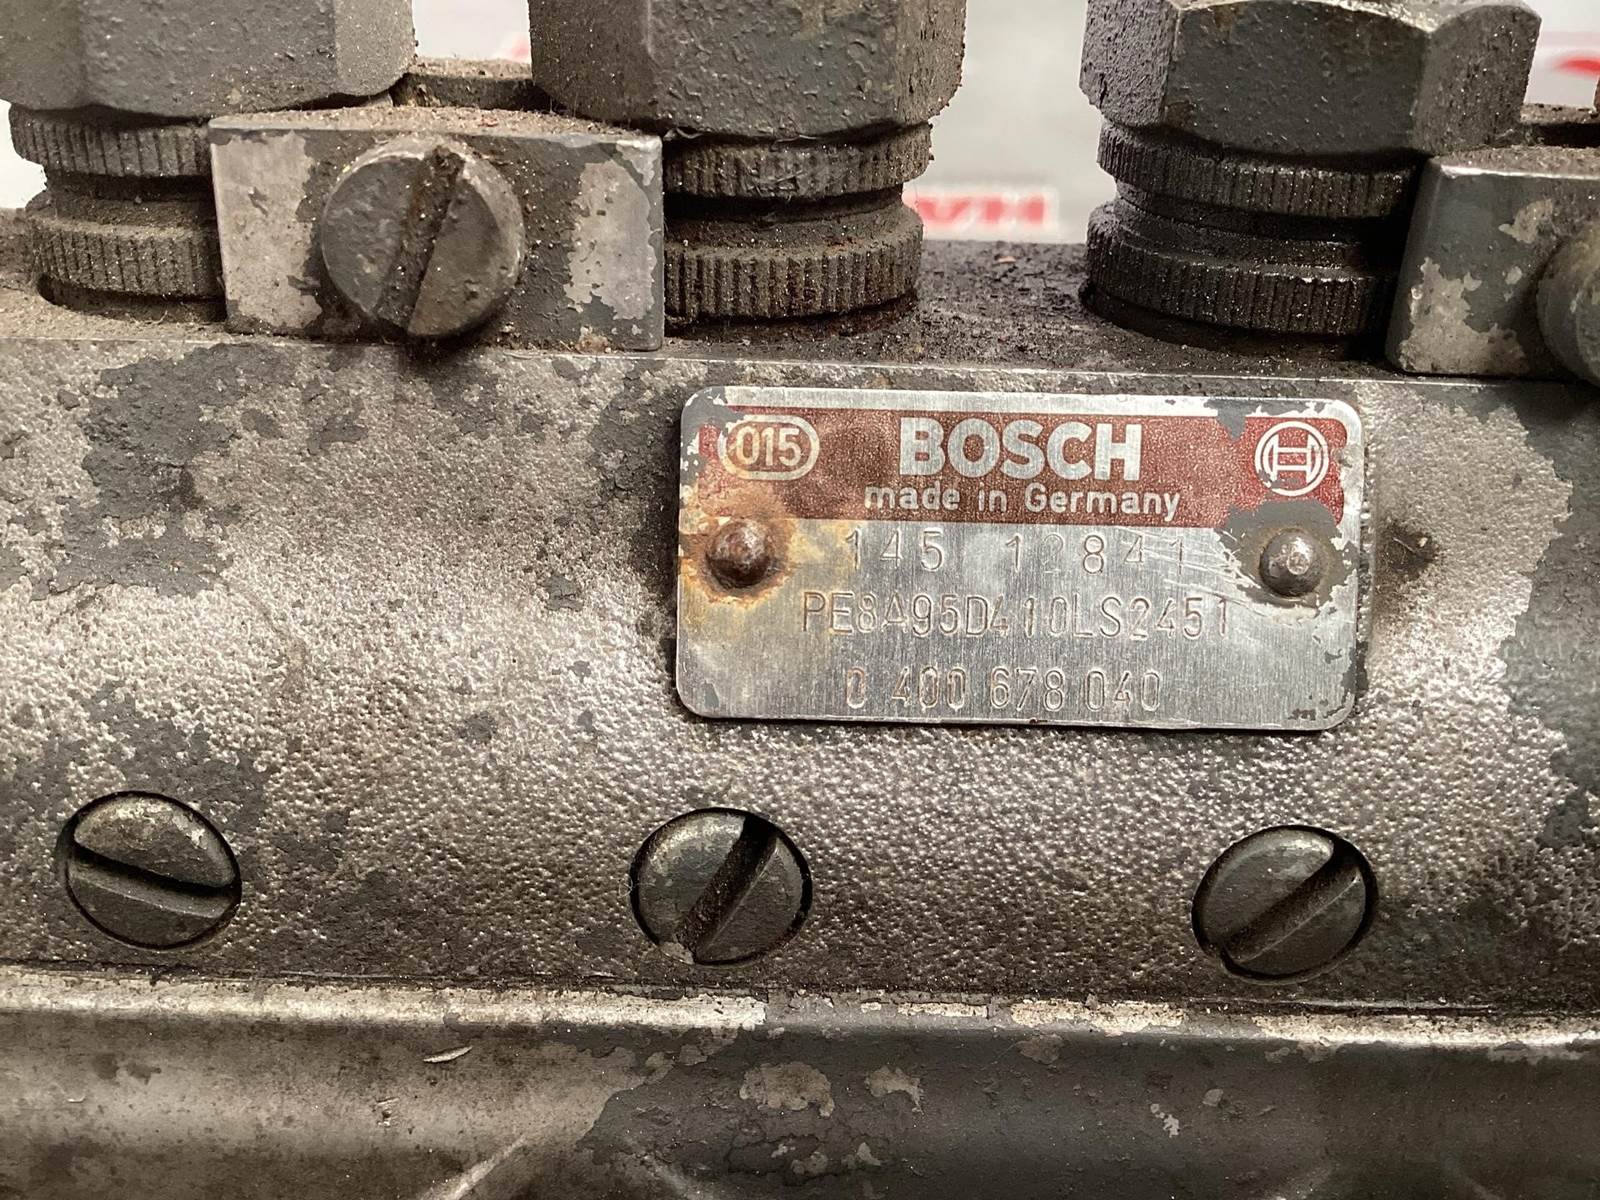 015 BOSCH
made in Germany
145 12841
PE8A95D410LS2451
0 400 678 040